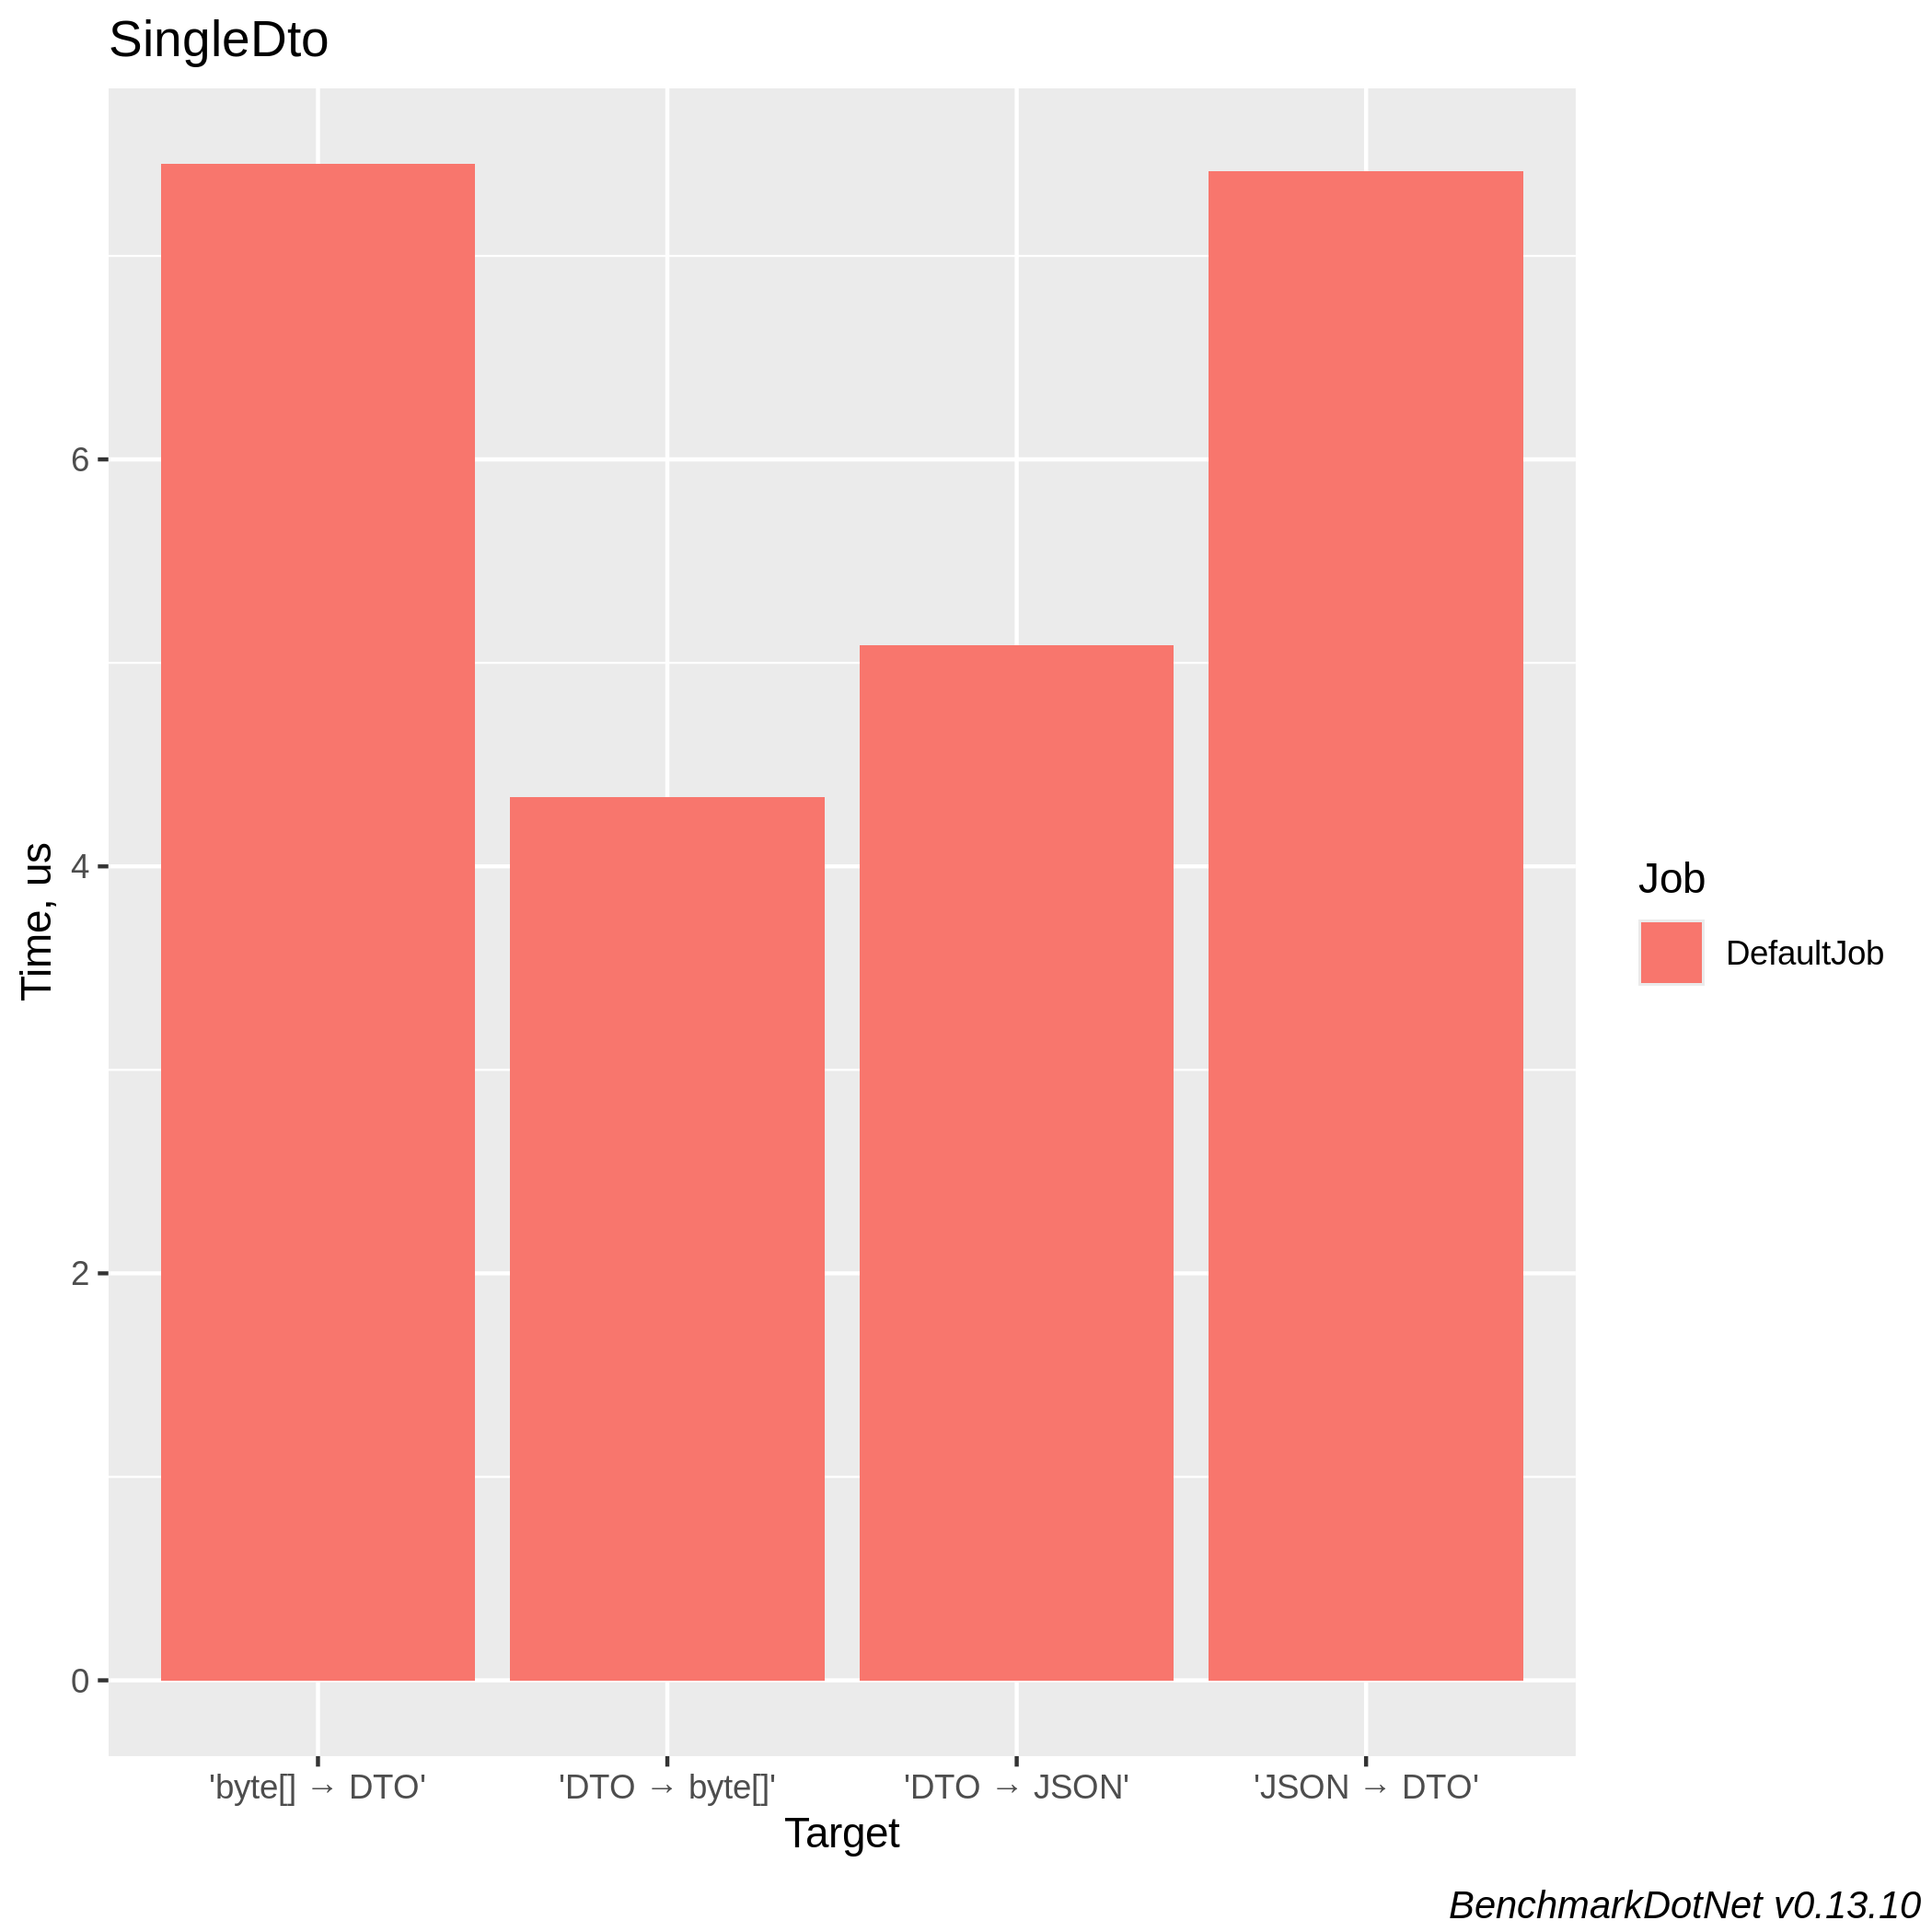 SingleDto
Time, us
6
4
2
0
'byte[] → DTO'
'DTO → byte[]'
'DTO → JSON'
'JSON → DTO'
Target
Job
DefaultJob
BenchmarkDotNet v0.13.10